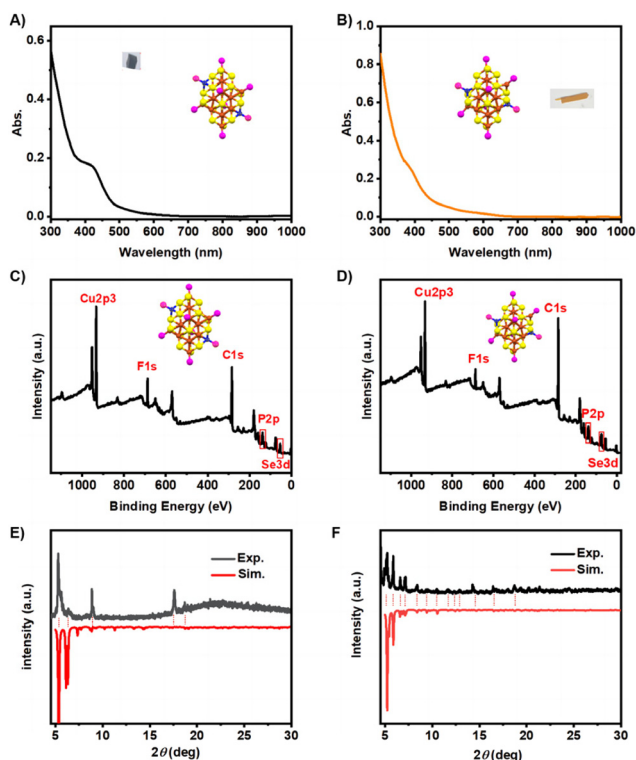 A)
0.6
0.4
0.2
0.0
Abs.
300 400 500 600 700 800 900 1000
Wavelength (nm)
B)
1.0
0.8
0.6
0.4
0.2
0.0
Abs.
300 400 500 600 700 800 900 1000
Wavelength (nm)
C)
Cu2p3
F1s
C1s
P2p
Se3d
Intensity (a.u.)
1000 800 600 400 200 0
Binding Energy (eV)
D)
Cu2p3
F1s
C1s
P2p
Se3d
Intensity (a.u.)
1000 800 600 400 200 0
Binding Energy (eV)
E)
Exp.
Sim.
intensity (a.u.)
5 10 15 20 25 30
2θ(deg)
F)
Exp.
Sim.
intensity (a.u.)
5 10 15 20 25 30
2θ(deg)